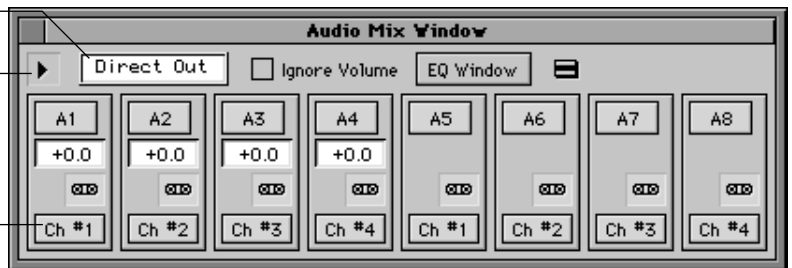 Audio Mix Window
Direct Out Ignore Volume EQ Window
A1 A2 A3 A4 A5 A6 A7 A8
+0.0 +0.0 +0.0 +0.0
Ch #1 Ch #2 Ch #3 Ch #4 Ch #1 Ch #2 Ch #3 Ch #4